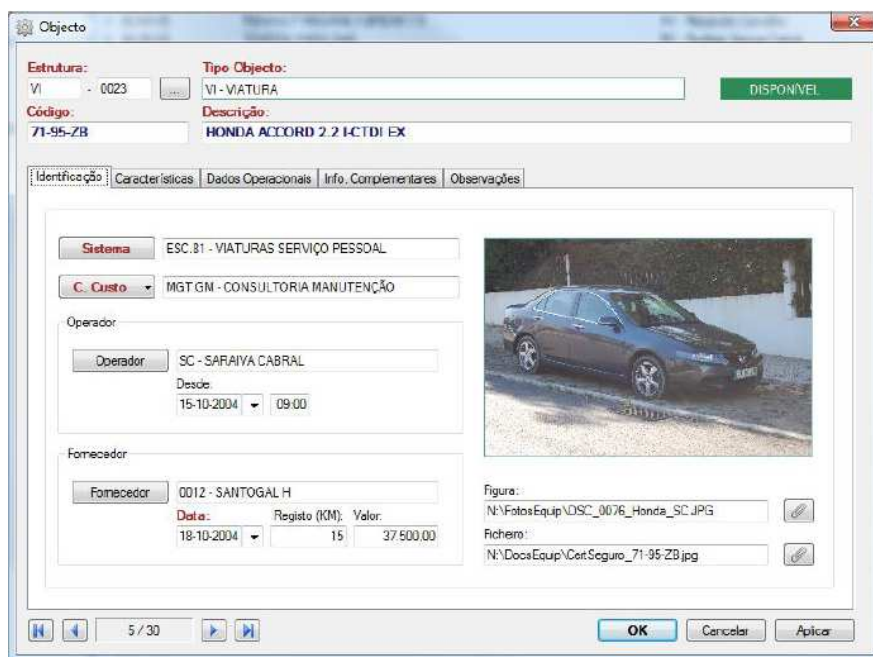 Objecto
Estrutura: Tipo Objecto:
VI - 0023 ... VI - VIATURA DISPONÍVEL
Código: Descrição:
71-95-ZB HONDA ACCORD 2.2 I-CTDI EX
Identificação Características Dados Operacionais Info. Complementares Observações
Sistema ESC.81 - VIATURAS SERVIÇO PESSOAL
C. Custo MGT.GM - CONSULTORIA MANUTENÇÃO
Operador
Operador SC - SARAIVA CABRAL
Desde:
15-10-2004 09:00
Fornecedor
Fornecedor 0012 - SANTOGAL H
Data: Registo (KM): Valor:
18-10-2004 15 37.500,00
Figura:
N:\FotosEquip\DSC_0076_Honda_SC.JPG
Ficheiro:
N:\DocsEquip\CertSeguro_71-95-ZB.jpg
5 / 30 OK Cancelar Aplicar